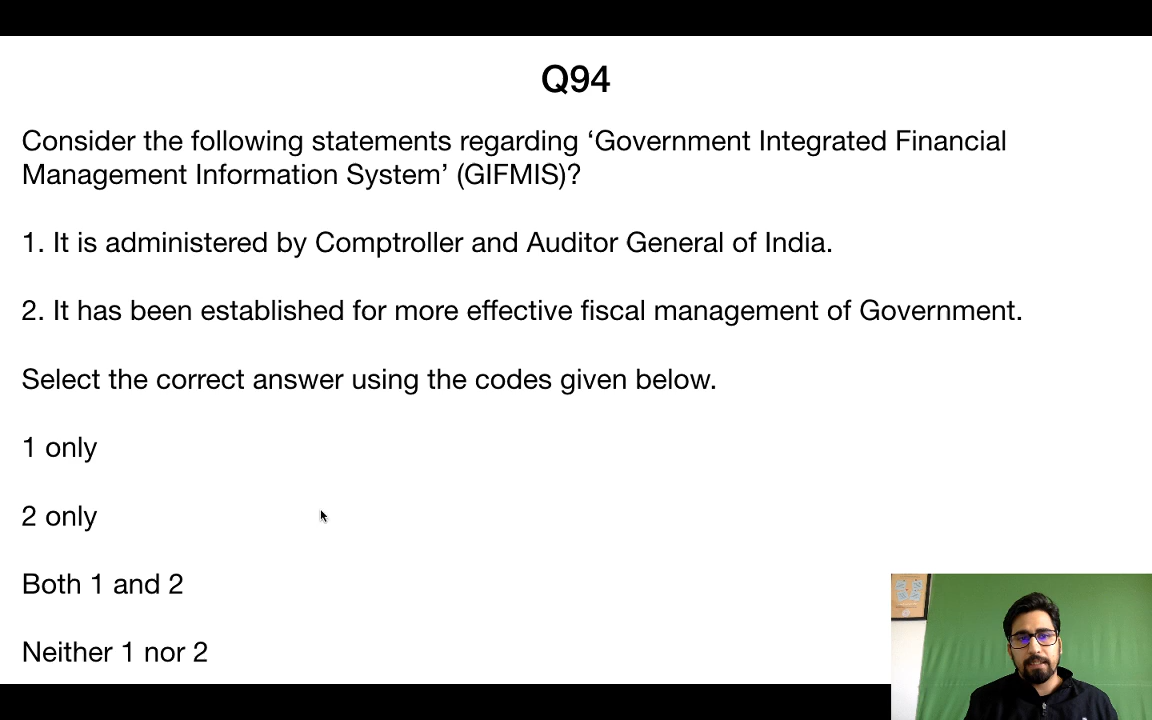 Q94
Consider the following statements regarding ‘Government Integrated Financial
Management Information System’ (GIFMIS)?
1. It is administered by Comptroller and Auditor General of India.
2. It has been established for more effective fiscal management of Government.
Select the correct answer using the codes given below.
1 only
2 only
Both 1 and 2
Neither 1 nor 2